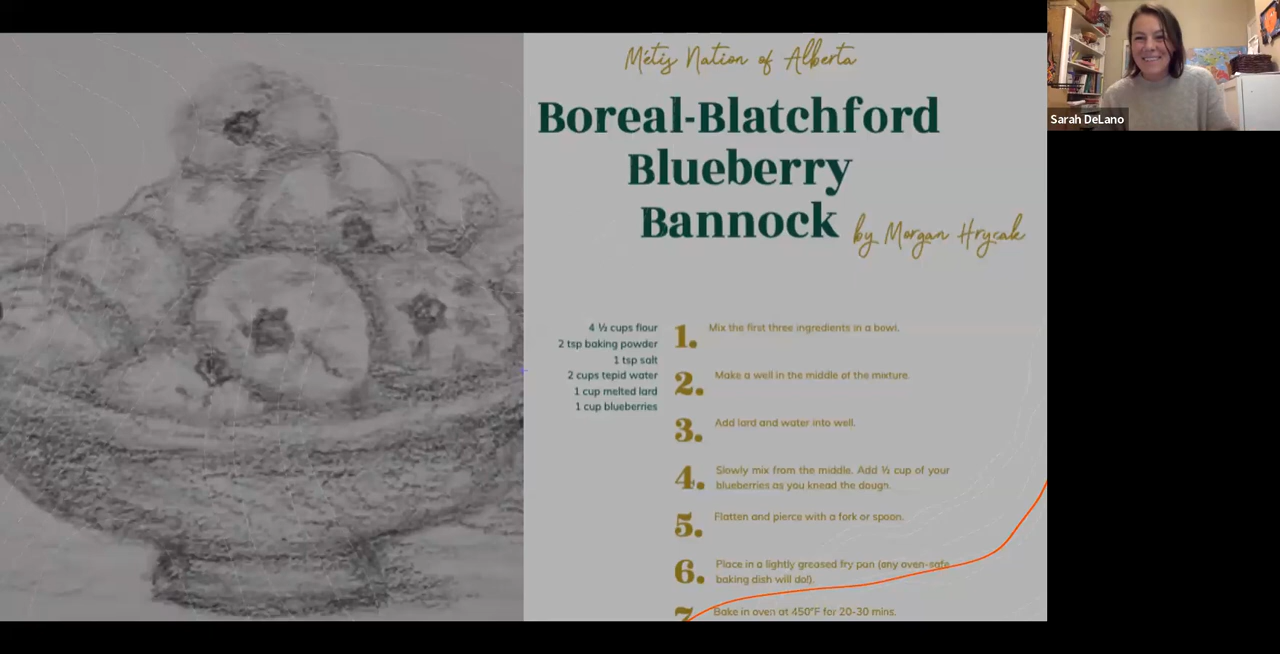 Métis Nation of Alberta
Boreal-Blatchford
Blueberry
Bannock by Morgan Hrycak
4 ½ cups flour
2 tsp baking powder
1 tsp salt
2 cups tepid water
1 cup melted lard
1 cup blueberries
1. Mix the first three ingredients in a bowl.
2. Make a well in the middle of the mixture.
3. Add lard and water into well.
4. Slowly mix from the middle. Add ½ cup of your
blueberries as you knead the dough.
5. Flatten and pierce with a fork or spoon.
6. Place in a lightly greased fry pan (any oven-safe
baking dish will do!).
7. Bake in oven at 450°F for 20-30 mins.
Sarah DeLano